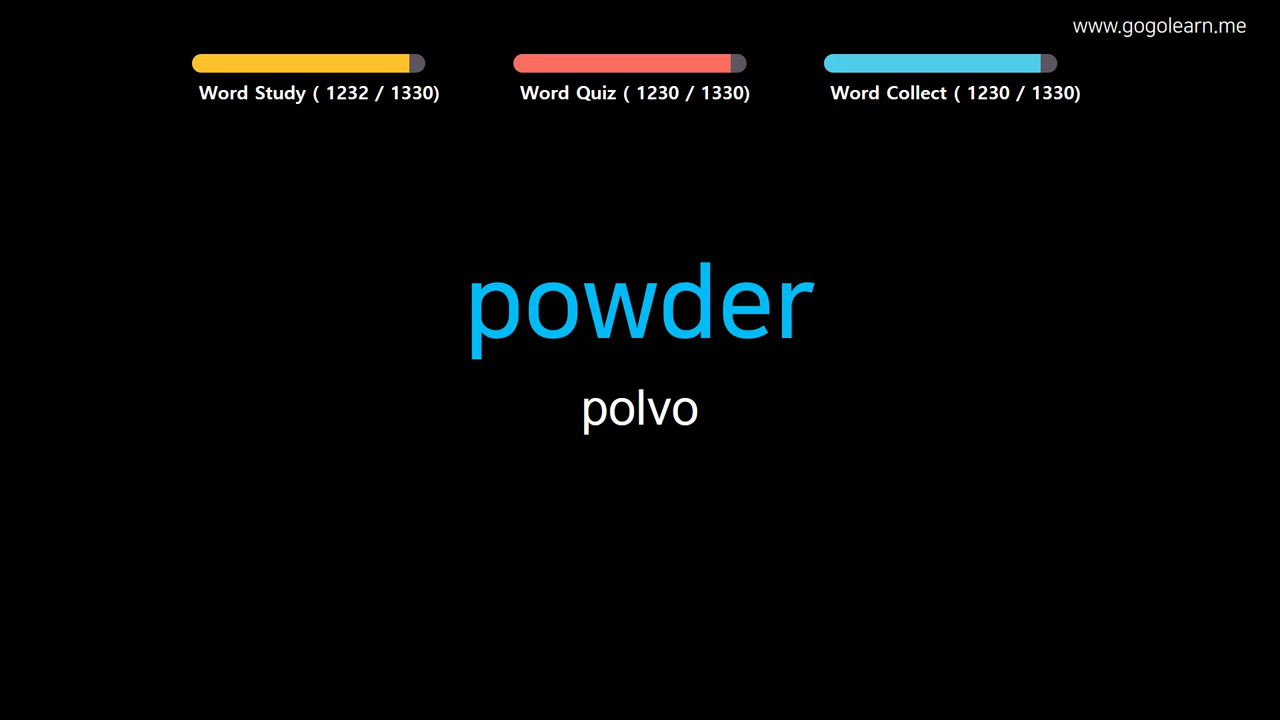 www.gogolearn.me
Word Study ( 1232 / 1330)
Word Quiz ( 1230 / 1330)
Word Collect ( 1230 / 1330)
powder
polvo